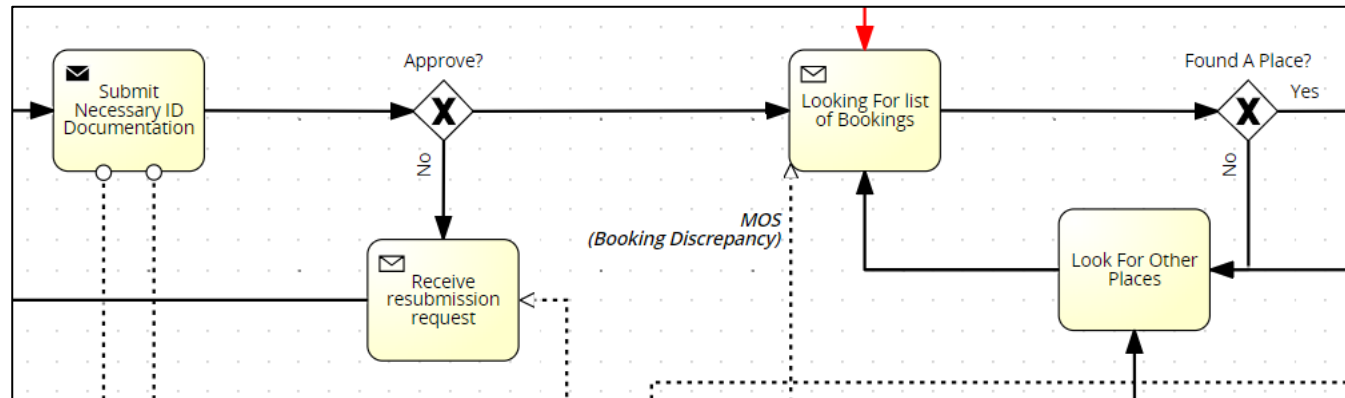 Submit
Necessary ID
Documentation
Approve?
No
Receive
resubmission
request
MOS
(Booking Discrepancy)
Looking For list
of Bookings
Found A Place?
Yes
No
Look For Other
Places